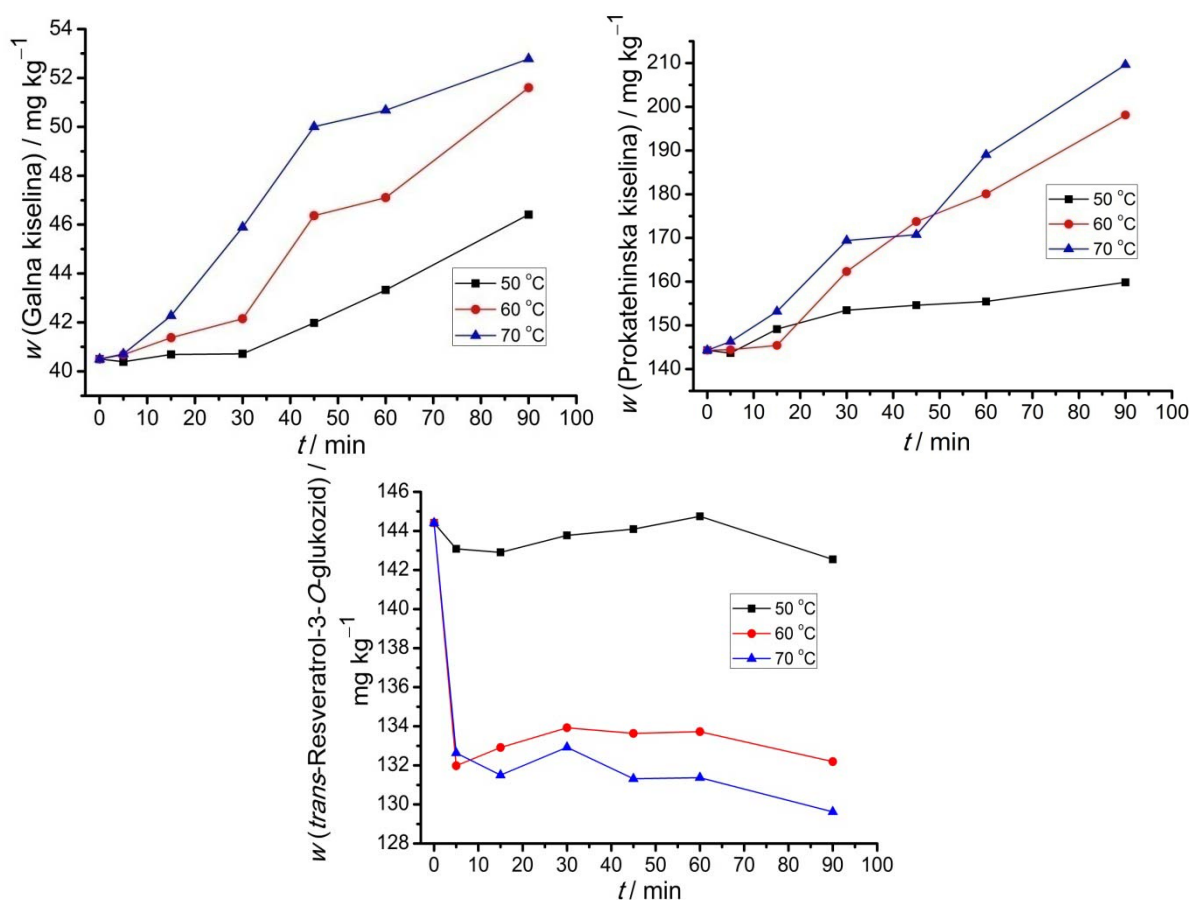 w (Galna kiselina) / mg kg⁻¹
54
52
50
48
46
44
42
40
50 °C
60 °C
70 °C
0 10 20 30 40 50 60 70 80 90 100
t / min
w (Prokatehinska kiselina) / mg kg⁻¹
210
200
190
180
170
160
150
140
50 °C
60 °C
70 °C
0 10 20 30 40 50 60 70 80 90 100
t / min
w (trans-Resveratrol-3-O-glukozid) /
mg kg⁻¹
146
144
142
140
138
136
134
132
130
128
50 °C
60 °C
70 °C
0 10 20 30 40 50 60 70 80 90 100
t / min